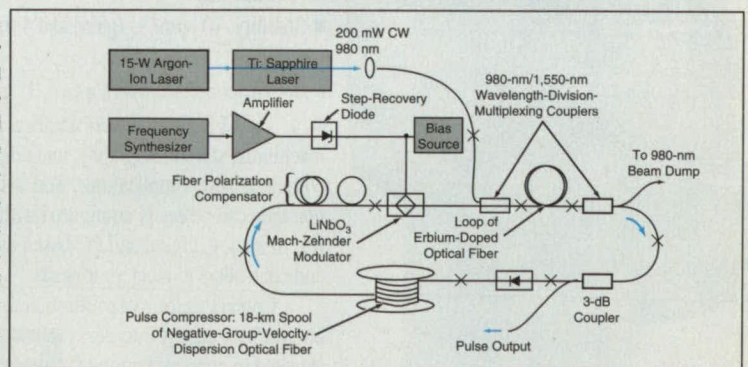 200 mW CW
980 nm
15-W Argon-
Ion Laser
Ti: Sapphire
Laser
980-nm/1,550-nm
Wavelength-Division-
Multiplexing Couplers
Amplifier
Step-Recovery
Diode
Frequency
Synthesizer
Bias
Source
To 980-nm
Beam Dump
Fiber Polarization
Compensator
LiNbO3
Mach-Zehnder
Modulator
Loop of
Erbium-Doped
Optical Fiber
3-dB
Coupler
Pulse Compressor: 18-km Spool
of Negative-Group-Velocity-
Dispersion Optical Fiber
Pulse Output